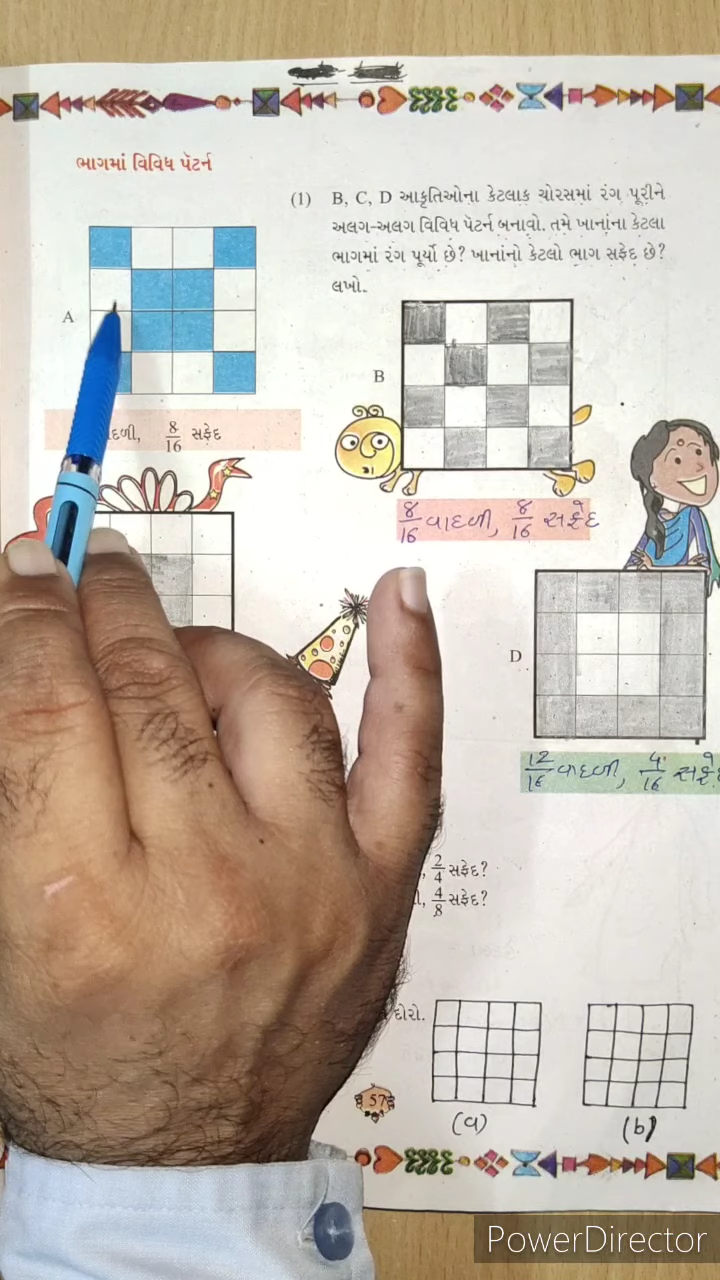 ભાગમાં વિવિધ પૅટર્ન
(1) B, C, D આકૃતિઓના કેટલાક ચોરસમાં રંગ પૂરીને
અલગ-અલગ વિવિધ પૅટર્ન બનાવો. તમે ખાનાંના કેટલા
ભાગમાં રંગ પૂર્યો છે? ખાનાંનો કેટલો ભાગ સફેદ છે?
લખો.
A
8/16 સફેદ
B
8/16 વાદળી, 8/16 સફેદ
D
12/16 વાદળી, 4/16
, 2/4 સફેદ?
, 4/8 સફેદ?
દોરો.
57
(a)
(b)
PowerDirector